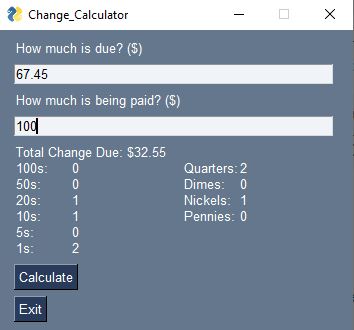 Change_Calculator
How much is due? ($)
67.45
How much is being paid? ($)
100
Total Change Due: $32.55
100s: 0 Quarters: 2
50s: 0 Dimes: 0
20s: 1 Nickels: 1
10s: 1 Pennies: 0
5s: 0
1s: 2
Calculate
Exit